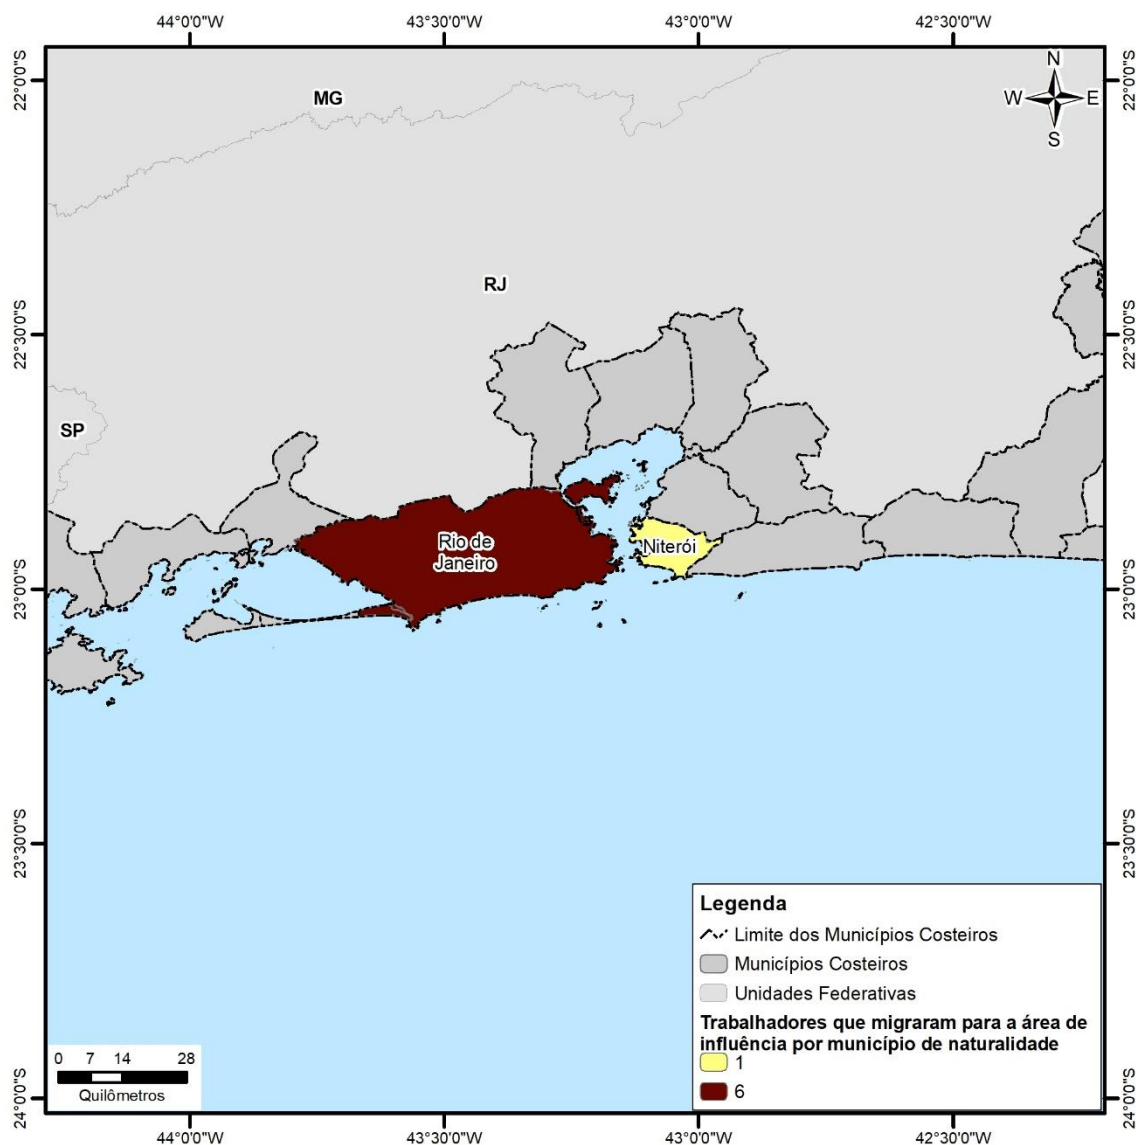 44°0'0"W 43°30'0"W 43°0'0"W 42°30'0"W
22°0'0"S
22°30'0"S
23°0'0"S
23°30'0"S
24°0'0"S
N
W E
S
MG
RJ
SP
Rio de
Janeiro
Niterói
22°0'0"S
22°30'0"S
23°0'0"S
23°30'0"S
24°0'0"S
Legenda
Limite dos Municípios Costeiros
Municípios Costeiros
Unidades Federativas
Trabalhadores que migraram para a área de
influência por município de naturalidade
1
6
0 7 14 28
Quilômetros
44°0'0"W 43°30'0"W 43°0'0"W 42°30'0"W